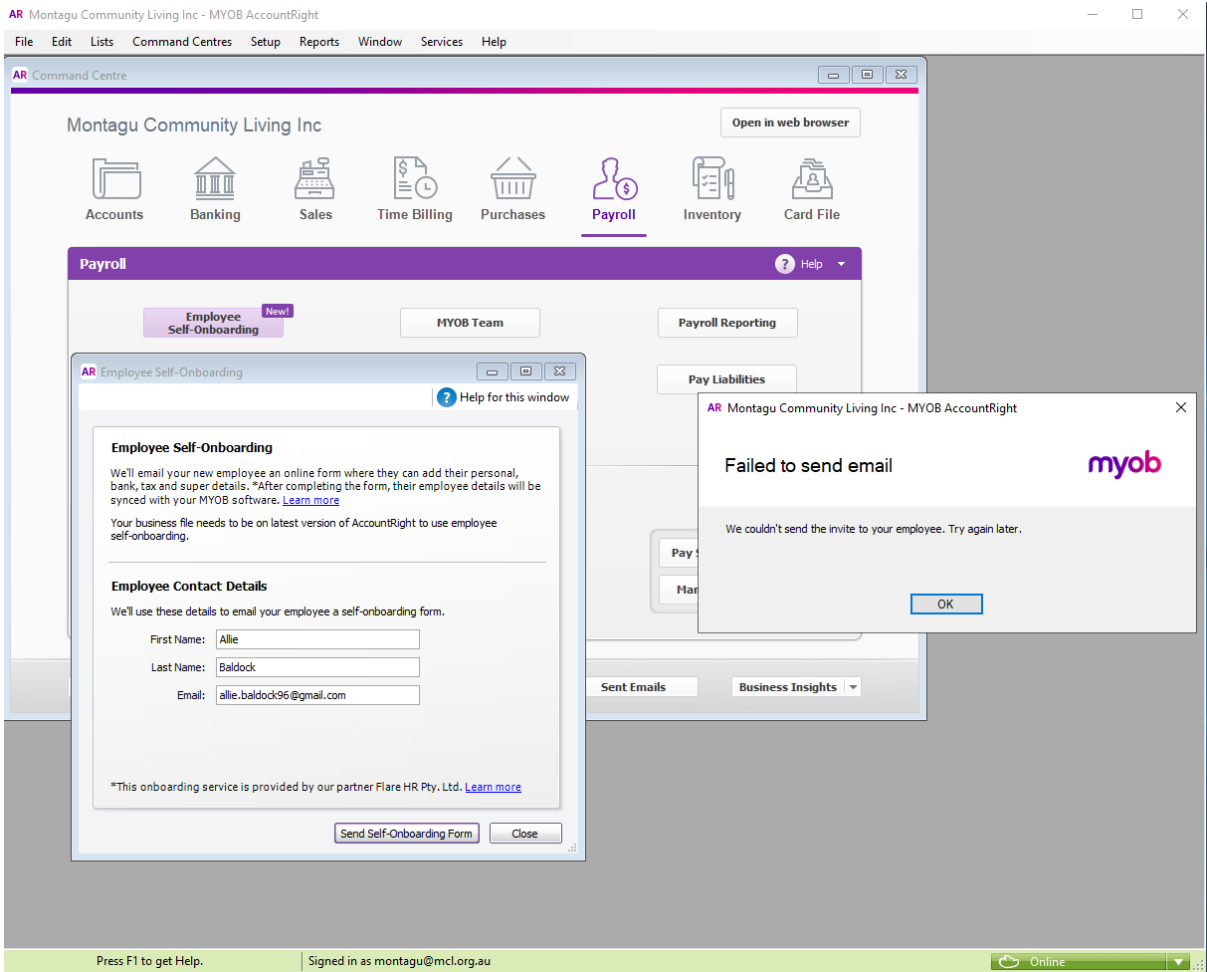 AR Montagu Community Living Inc - MYOB AccountRight
File Edit Lists Command Centres Setup Reports Window Services Help
AR Command Centre
Montagu Community Living Inc
Open in web browser
Accounts Banking Sales Time Billing Purchases Payroll Inventory Card File
Payroll
? Help
Employee Self-Onboarding
New!
MYOB Team
Payroll Reporting
Pay Liabilities
AR Employee Self-Onboarding
? Help for this window
Employee Self-Onboarding
We'll email your new employee an online form where they can add their personal,
bank, tax and super details. *After completing the form, their employee details will be
synced with your MYOB software. Learn more
Your business file needs to be on latest version of AccountRight to use employee
self-onboarding.
Employee Contact Details
We'll use these details to email your employee a self-onboarding form.
First Name: Allie
Last Name: Baldock
Email: allie.baldock96@gmail.com
*This onboarding service is provided by our partner Flare HR Pty. Ltd. Learn more
Send Self-Onboarding Form Close
AR Montagu Community Living Inc - MYOB AccountRight
Failed to send email
myob
We couldn't send the invite to your employee. Try again later.
OK
Pay
Sent Emails
Business Insights
Press F1 to get Help.
Signed in as montagu@mcl.org.au
Online